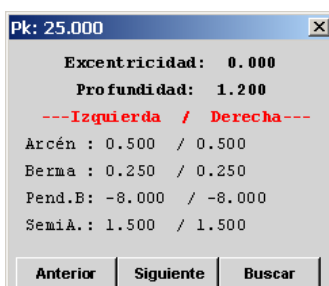 Pk: 25.000
Excentricidad: 0.000
Profundidad: 1.200
---Izquierda / Derecha---
Arcén : 0.500 / 0.500
Berma : 0.250 / 0.250
Pend.B: -8.000 / -8.000
SemiA.: 1.500 / 1.500
Anterior Siguiente Buscar